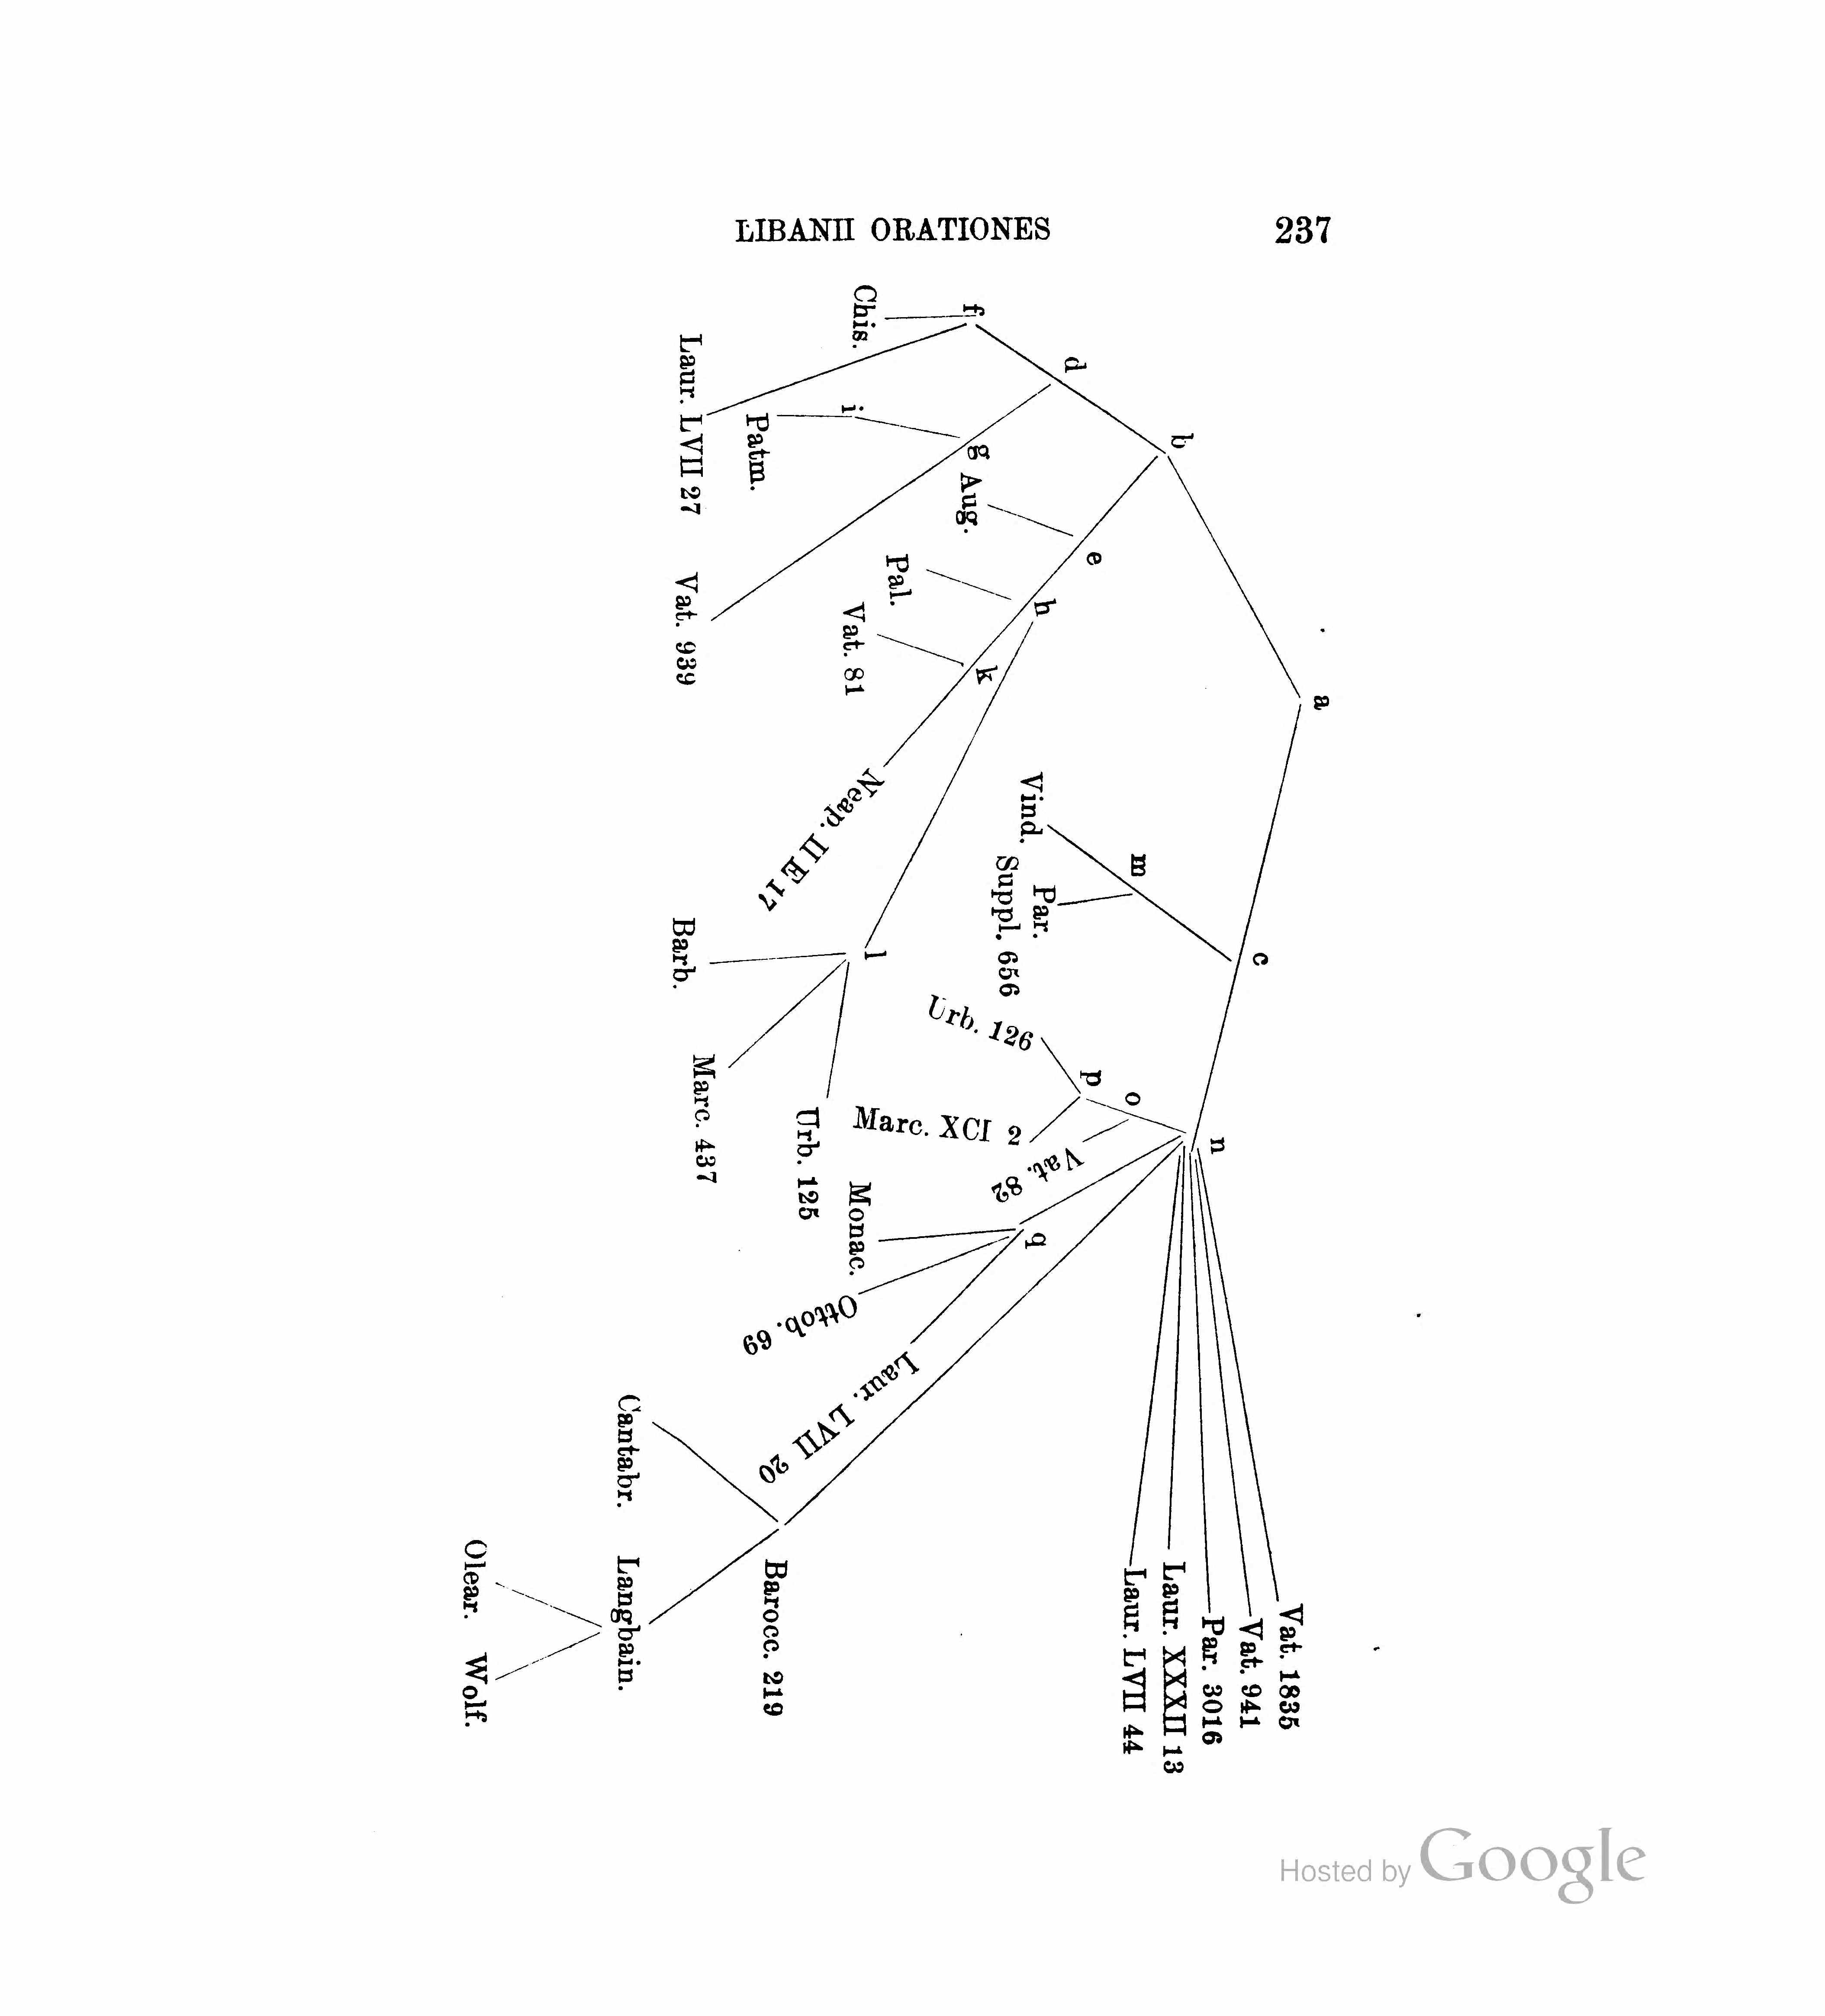 LIBANII ORATIONES 237
a
b
c
d
e
f
g
h
i
k
l
m
n
o
p
q
Chis.
Laur. LVII 27
Patm.
Vat. 939
Aug.
Pal.
Vat. 81
Neap. II E 17
Barb.
Marc. 437
Urb. 125
Vind.
Par.
Suppl. 656
Urb. 126
Marc. XCI 2
Vat. 82
Monac.
Ottob. 69
Laur. LVII 20
Barocc. 219
Cantabr.
Langbain.
Olear.
Wolf.
Laur. LVII 44
Laur. XXXII 13
Par. 3016
Vat. 941
Vat. 1835
Hosted by Google